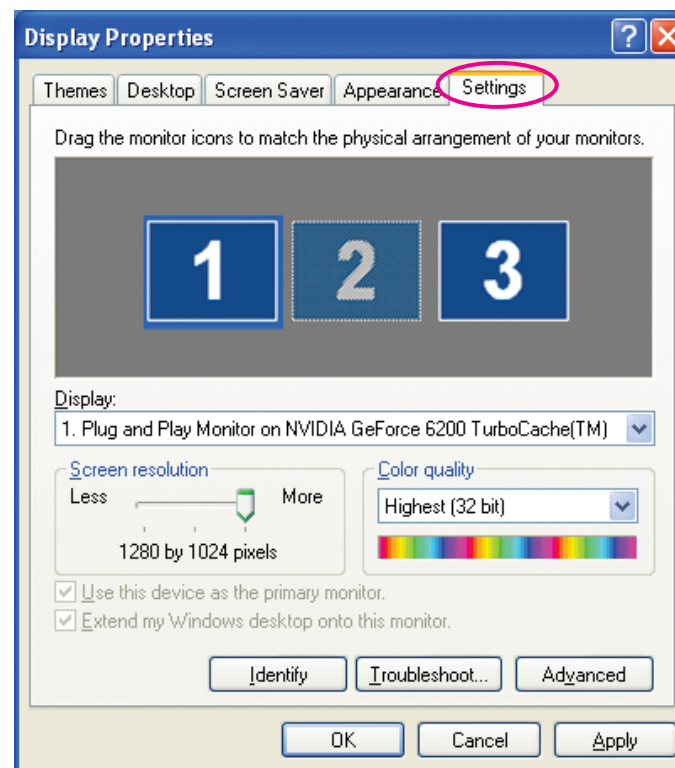 Display Properties
Themes Desktop Screen Saver Appearance Settings
Drag the monitor icons to match the physical arrangement of your monitors.
1 2 3
Display:
1. Plug and Play Monitor on NVIDIA GeForce 6200 TurboCache(TM)
Screen resolution
Less More
1280 by 1024 pixels
Color quality
Highest (32 bit)
Use this device as the primary monitor.
Extend my Windows desktop onto this monitor.
Identify Troubleshoot... Advanced
OK Cancel Apply